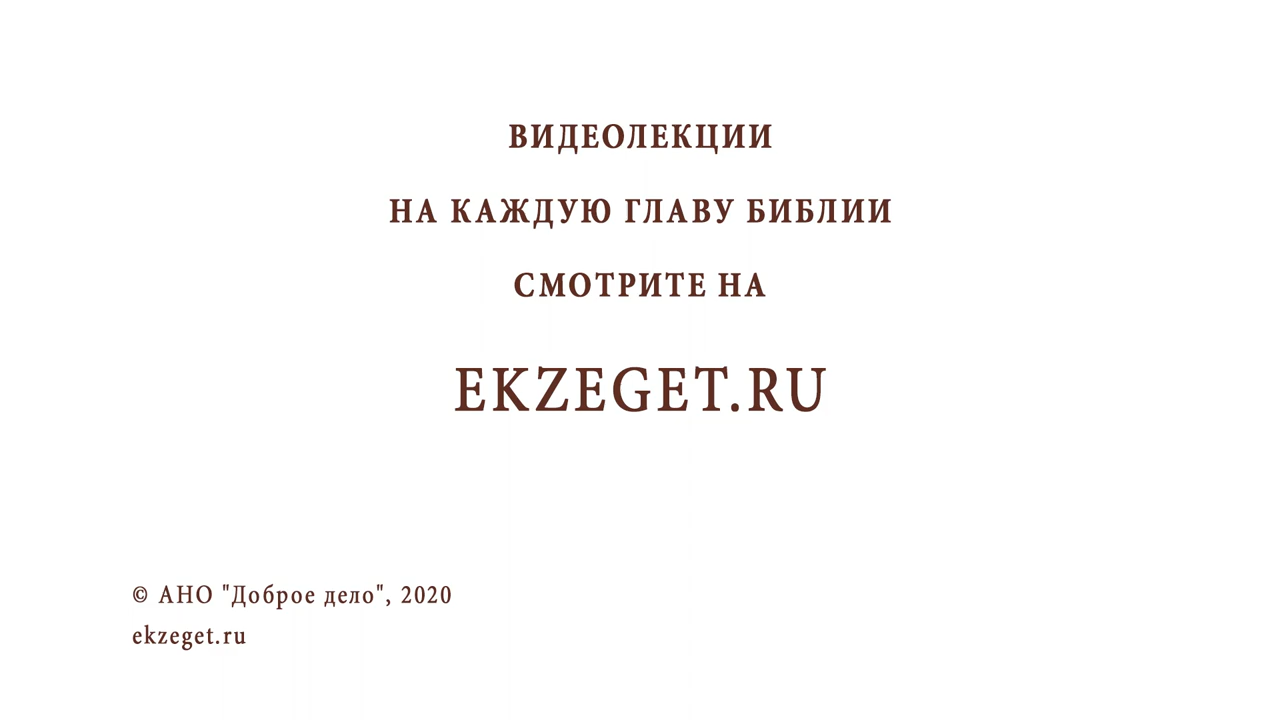 ВИДЕОЛЕКЦИИ
НА КАЖДУЮ ГЛАВУ БИБЛИИ
СМОТРИТЕ НА
EKZEGET.RU
© АНО "Доброе дело", 2020
ekzeget.ru